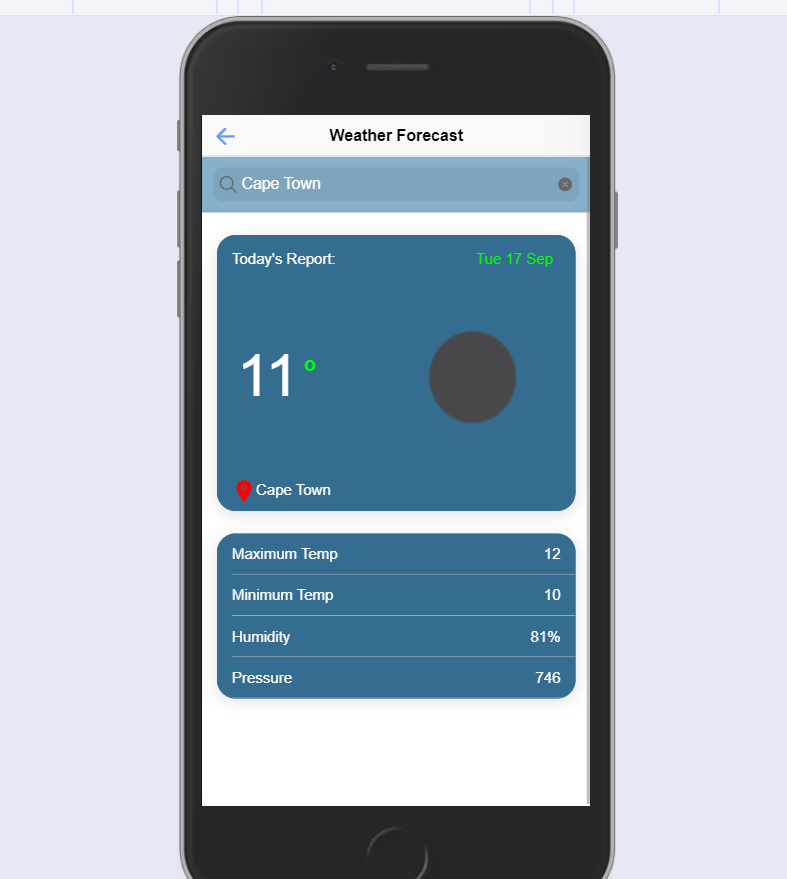 Weather Forecast
Cape Town
Today's Report: Tue 17 Sep
11 °
Cape Town
Maximum Temp 12
Minimum Temp 10
Humidity 81%
Pressure 746